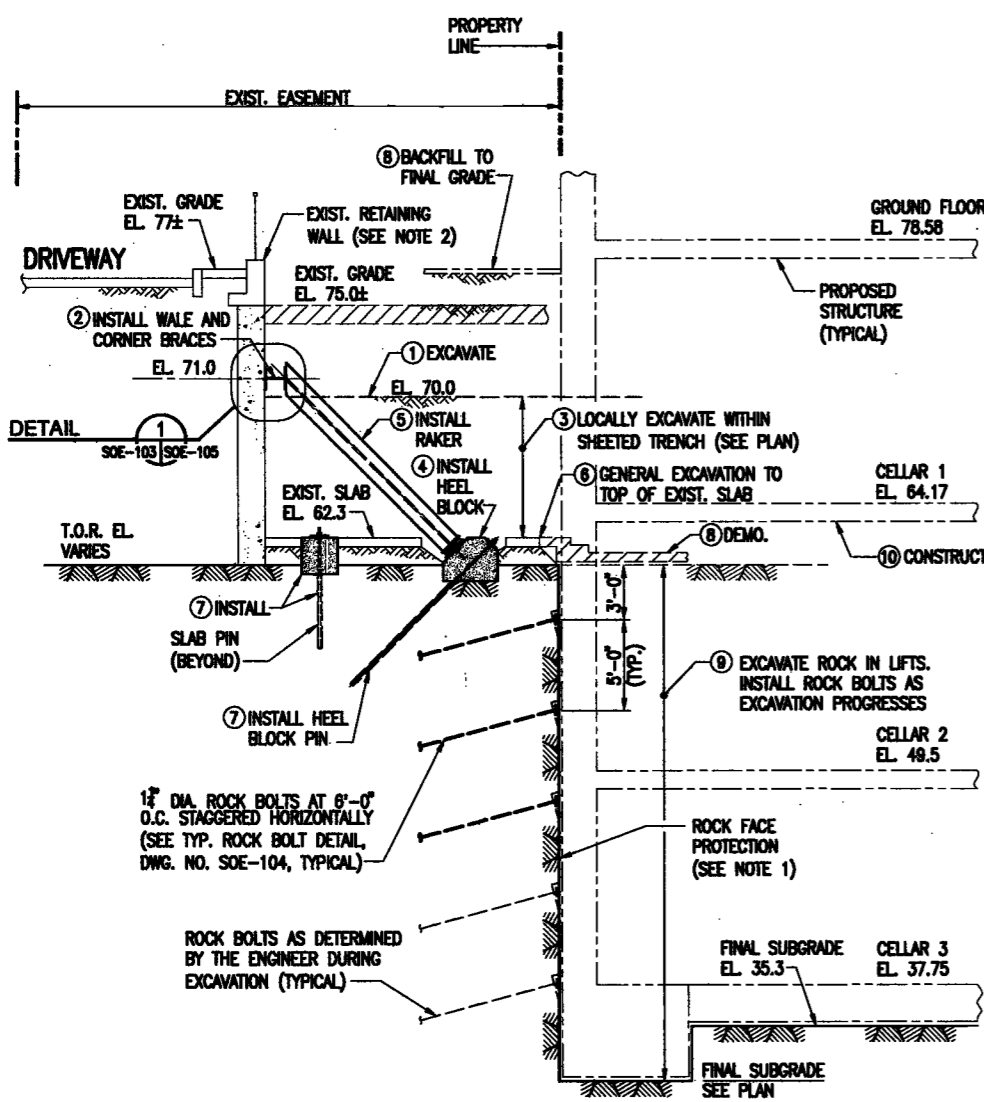 PROPERTY
LINE
EXIST. EASEMENT
⑧ BACKFILL TO
FINAL GRADE
EXIST. GRADE
EL. 77±
EXIST. RETAINING
WALL (SEE NOTE 2)
GROUND FLOOR
EL. 78.58
DRIVEWAY
EXIST. GRADE
EL. 75.0±
PROPOSED
STRUCTURE
(TYPICAL)
② INSTALL WALE AND
CORNER BRACES
① EXCAVATE
EL. 71.0
EL. 70.0
DETAIL
1
SOE-103 SOE-105
⑤ INSTALL
RAKER
③ LOCALLY EXCAVATE WITHIN
SHEETED TRENCH (SEE PLAN)
④ INSTALL
HEEL
BLOCK
⑥ GENERAL EXCAVATION TO
TOP OF EXIST. SLAB
CELLAR 1
EL. 64.17
EXIST. SLAB
EL. 62.3
T.O.R. EL.
VARIES
⑧ DEMO.
⑩ CONSTRUCT
⑦ INSTALL
SLAB PIN
(BEYOND)
3'-0"
5'-0"
(TYP.)
⑨ EXCAVATE ROCK IN LIFTS.
INSTALL ROCK BOLTS AS
EXCAVATION PROGRESSES
⑦ INSTALL HEEL
BLOCK PIN
CELLAR 2
EL. 49.5
DIA. ROCK BOLTS AT 6'-0"
O.C. STAGGERED HORIZONTALLY
(SEE TYP. ROCK BOLT DETAIL,
DWG. NO. SOE-104, TYPICAL)
ROCK FACE
PROTECTION
(SEE NOTE 1)
ROCK BOLTS AS DETERMINED
BY THE ENGINEER DURING
EXCAVATION (TYPICAL)
FINAL SUBGRADE
EL. 35.3
CELLAR 3
EL. 37.75
FINAL SUBGRADE
SEE PLAN